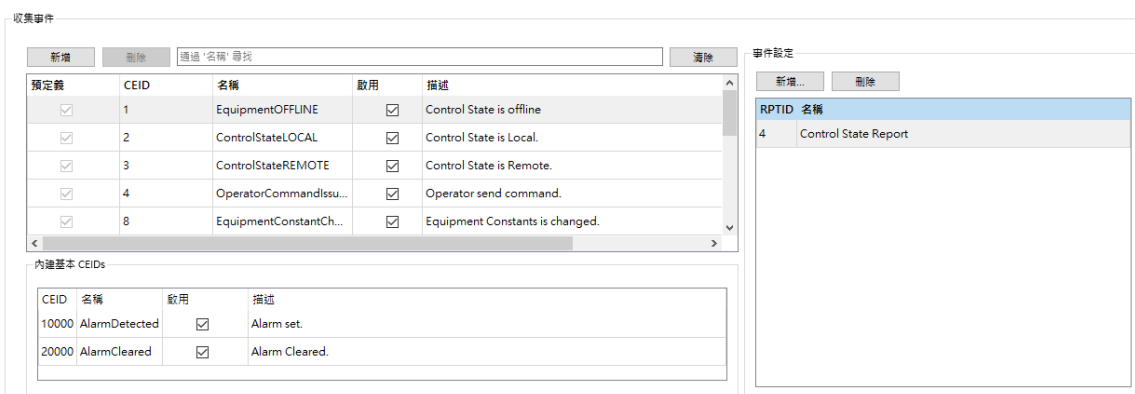 收集事件
新增 刪除 通過 '名稱' 尋找 清除
預定義 CEID 名稱 啟用 描述
1 EquipmentOFFLINE Control State is offline
2 ControlStateLOCAL Control State is Local.
3 ControlStateREMOTE Control State is Remote.
4 OperatorCommandIssu... Operator send command.
8 EquipmentConstantCh... Equipment Constants is changed.
內建基本 CEIDs
CEID 名稱 啟用 描述
10000 AlarmDetected Alarm set.
20000 AlarmCleared Alarm Cleared.
事件設定
新增... 刪除
RPTID 名稱
4 Control State Report